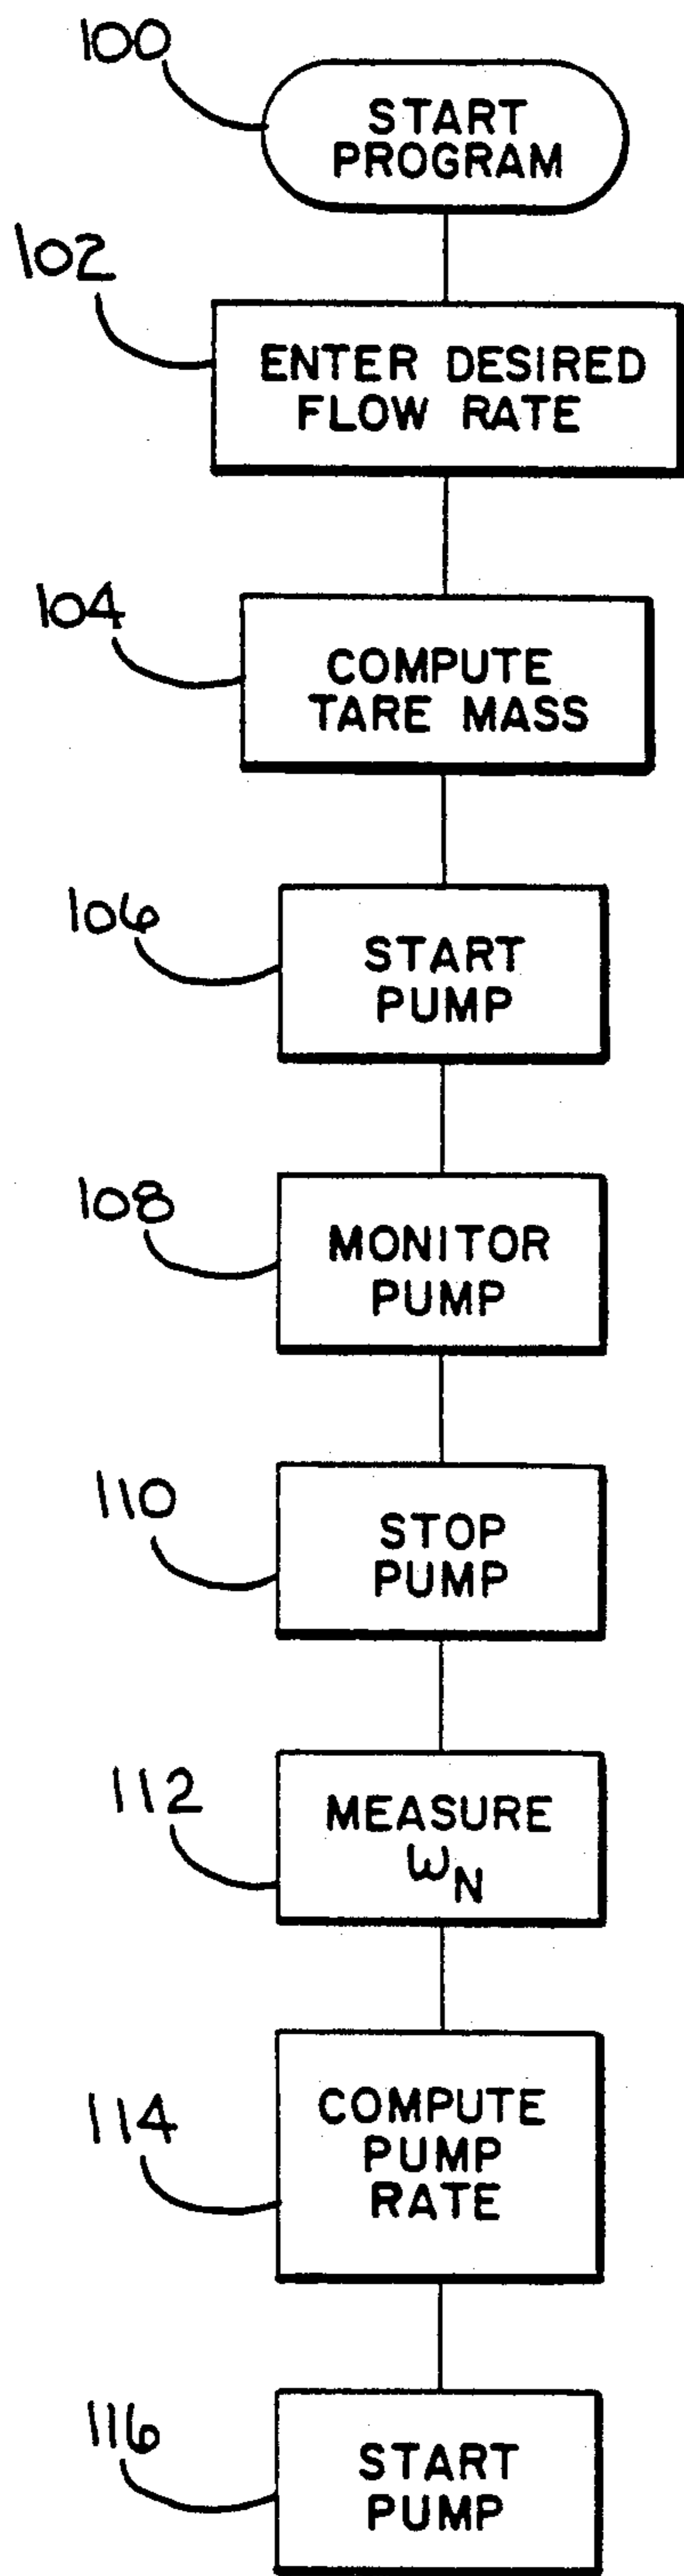 100
START
PROGRAM
102
ENTER DESIRED
FLOW RATE
104
COMPUTE
TARE MASS
106
START
PUMP
108
MONITOR
PUMP
110
STOP
PUMP
112
MEASURE
ωN
114
COMPUTE
PUMP
RATE
116
START
PUMP